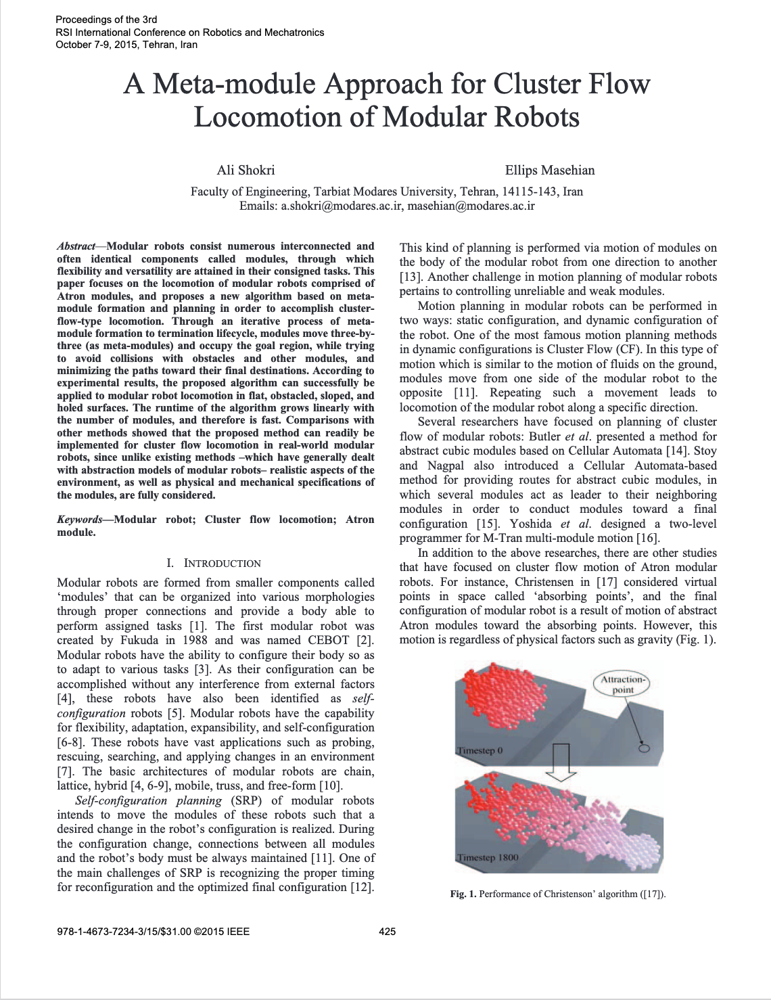 Proceedings of the 3rd
RSI International Conference on Robotics and Mechatronics
October 7-9, 2015, Tehran, Iran
A Meta-module Approach for Cluster Flow
Locomotion of Modular Robots
Ali Shokri
Ellips Masehian
Faculty of Engineering, Tarbiat Modares University, Tehran, 14115-143, Iran
Emails: a.shokri@modares.ac.ir, masehian@modares.ac.ir
Abstract—Modular robots consist numerous interconnected and
often identical components called modules, through which
flexibility and versatility are attained in their consigned tasks. This
paper focuses on the locomotion of modular robots comprised of
Atron modules, and proposes a new algorithm based on meta-
module formation and planning in order to accomplish cluster-
flow-type locomotion. Through an iterative process of meta-
module formation to termination lifecycle, modules move three-by-
three (as meta-modules) and occupy the goal region, while trying
to avoid collisions with obstacles and other modules, and
minimizing the paths toward their final destinations. According to
experimental results, the proposed algorithm can successfully be
applied to modular robot locomotion in flat, obstacled, sloped, and
holed surfaces. The runtime of the algorithm grows linearly with
the number of modules, and therefore is fast. Comparisons with
other methods showed that the proposed method can readily be
implemented for cluster flow locomotion in real-world modular
robots, since unlike existing methods –which have generally dealt
with abstraction models of modular robots– realistic aspects of the
environment, as well as physical and mechanical specifications of
the modules, are fully considered.
Keywords—Modular robot; Cluster flow locomotion; Atron
module.
I. INTRODUCTION
Modular robots are formed from smaller components called
‘modules’ that can be organized into various morphologies
through proper connections and provide a body able to
perform assigned tasks [1]. The first modular robot was
created by Fukuda in 1988 and was named CEBOT [2].
Modular robots have the ability to configure their body so as
to adapt to various tasks [3]. As their configuration can be
accomplished without any interference from external factors
[4], these robots have also been identified as self-
configuration robots [5]. Modular robots have the capability
for flexibility, adaptation, expansibility, and self-configuration
[6-8]. These robots have vast applications such as probing,
rescuing, searching, and applying changes in an environment
[7]. The basic architectures of modular robots are chain,
lattice, hybrid [4, 6-9], mobile, truss, and free-form [10].
Self-configuration planning (SRP) of modular robots
intends to move the modules of these robots such that a
desired change in the robot’s configuration is realized. During
the configuration change, connections between all modules
and the robot’s body must be always maintained [11]. One of
the main challenges of SRP is recognizing the proper timing
for reconfiguration and the optimized final configuration [12].
This kind of planning is performed via motion of modules on
the body of the modular robot from one direction to another
[13]. Another challenge in motion planning of modular robots
pertains to controlling unreliable and weak modules.
Motion planning in modular robots can be performed in
two ways: static configuration, and dynamic configuration of
the robot. One of the most famous motion planning methods
in dynamic configurations is Cluster Flow (CF). In this type of
motion which is similar to the motion of fluids on the ground,
modules move from one side of the modular robot to the
opposite [11]. Repeating such a movement leads to
locomotion of the modular robot along a specific direction.
Several researchers have focused on planning of cluster
flow of modular robots: Butler et al. presented a method for
abstract cubic modules based on Cellular Automata [14]. Stoy
and Nagpal also introduced a Cellular Automata-based
method for providing routes for abstract cubic modules, in
which several modules act as leader to their neighboring
modules in order to conduct modules toward a final
configuration [15]. Yoshida et al. designed a two-level
programmer for M-Tran multi-module motion [16].
In addition to the above researches, there are other studies
that have focused on cluster flow motion of Atron modular
robots. For instance, Christensen in [17] considered virtual
points in space called ‘absorbing points’, and the final
configuration of modular robot is a result of motion of abstract
Atron modules toward the absorbing points. However, this
motion is regardless of physical factors such as gravity (Fig. 1).
Attraction-
point
Timestep 0
Timestep 1800
Fig. 1. Performance of Christenson’ algorithm ([17]).
978-1-4673-7234-3/15/$31.00 ©2015 IEEE
425